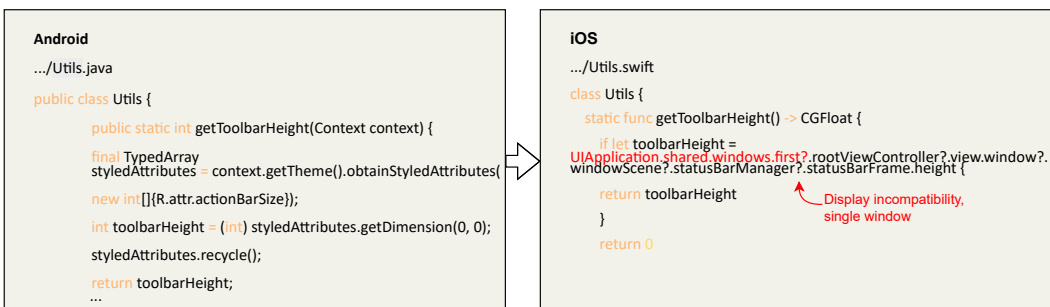 Android
.../Utils.java
public class Utils {
public static int getToolbarHeight(Context context) {
final TypedArray
styledAttributes = context.getTheme().obtainStyledAttributes(
new int[]{R.attr.actionBarSize});
int toolbarHeight = (int) styledAttributes.getDimension(0, 0);
styledAttributes.recycle();
return toolbarHeight;
...
iOS
.../Utils.swift
class Utils {
static func getToolbarHeight() -> CGFloat {
if let toolbarHeight =
UIApplication.shared.windows.first?.rootViewController?.view.window?.
windowScene?.statusBarManager?.statusBarFrame.height {
return toolbarHeight
}
return 0
Display incompatibility,
single window